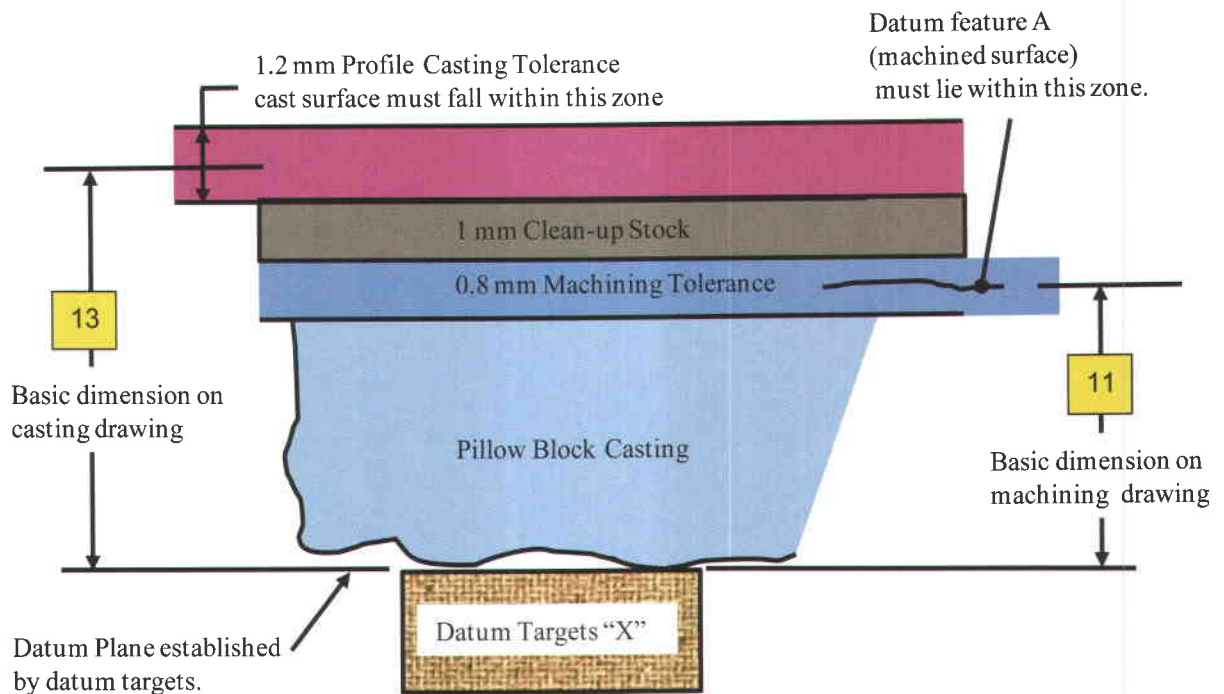 Datum feature A
(machined surface)
must lie within this zone.
1.2 mm Profile Casting Tolerance
cast surface must fall within this zone
1 mm Clean-up Stock
0.8 mm Machining Tolerance
13
11
Basic dimension on
casting drawing
Pillow Block Casting
Basic dimension on
machining drawing
Datum Targets “X”
Datum Plane established
by datum targets.